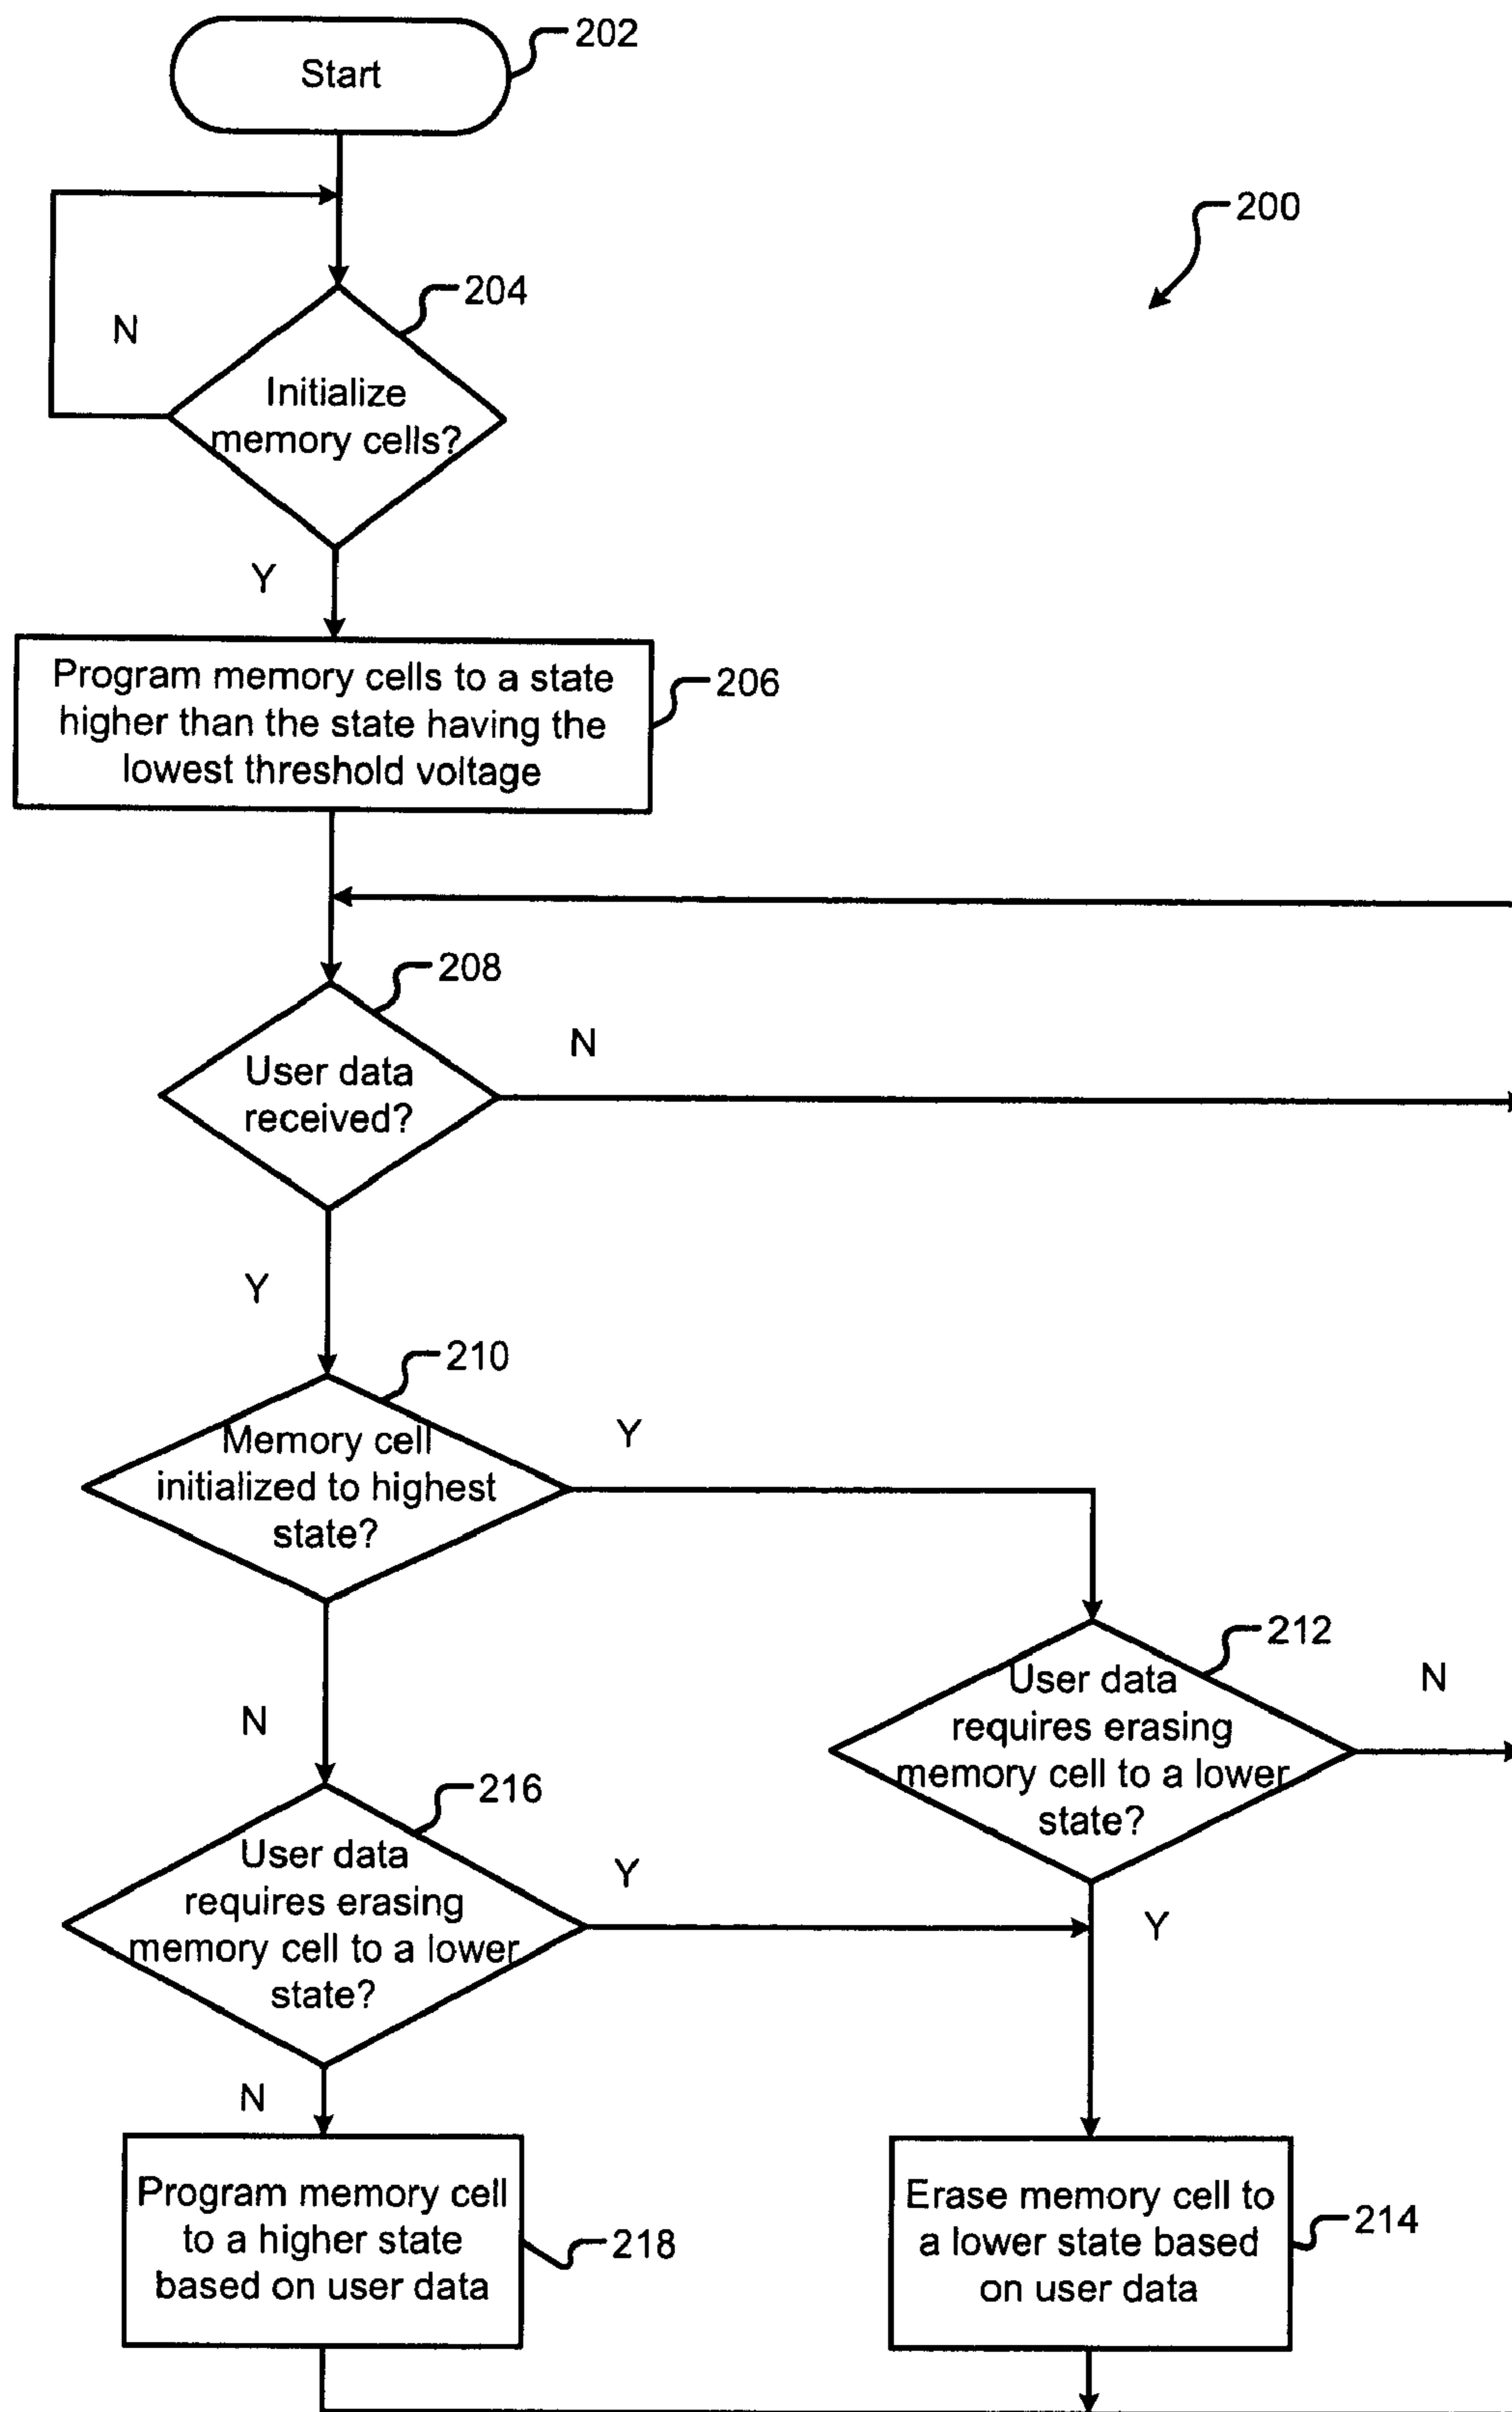 Start
202
200
204
N
Initialize
memory cells?
Y
Program memory cells to a state
higher than the state having the
lowest threshold voltage
206
208
N
User data
received?
Y
210
Y
Memory cell
initialized to highest
state?
212
N
User data
requires erasing
memory cell to a lower
state?
N
216
Y
User data
requires erasing
memory cell to a lower
state?
Y
N
Program memory cell
to a higher state
based on user data
218
Erase memory cell to
a lower state based
on user data
214